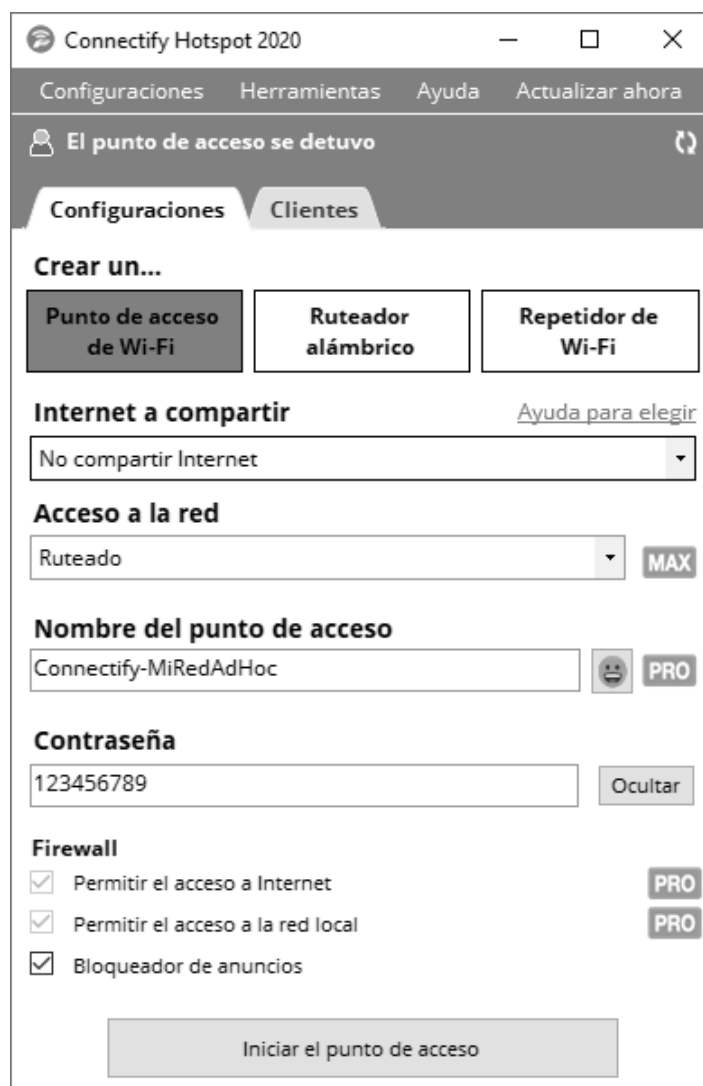 Connectify Hotspot 2020
Configuraciones Herramientas Ayuda Actualizar ahora
El punto de acceso se detuvo
Configuraciones Clientes
Crear un...
Punto de acceso de Wi-Fi
Ruteador alámbrico
Repetidor de Wi-Fi
Internet a compartir Ayuda para elegir
No compartir Internet
Acceso a la red
Ruteado MAX
Nombre del punto de acceso
Connectify-MiRedAdHoc PRO
Contraseña
123456789 Ocultar
Firewall
Permitir el acceso a Internet PRO
Permitir el acceso a la red local PRO
Bloqueador de anuncios
Iniciar el punto de acceso